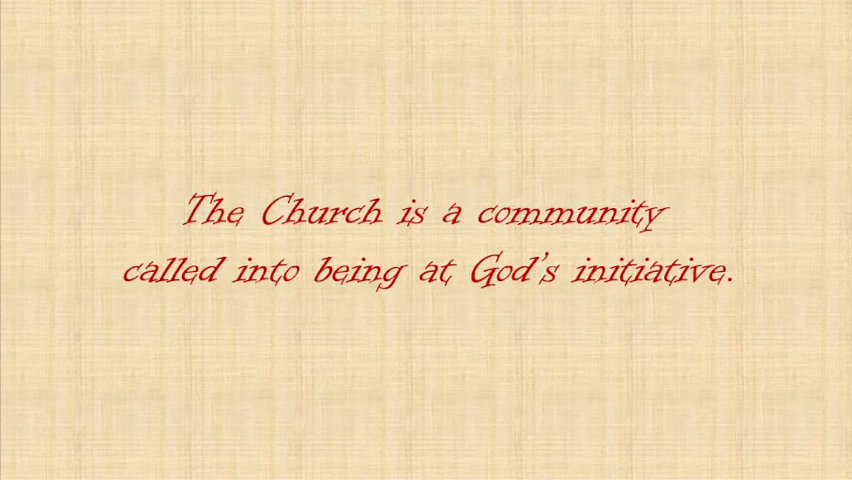 The Church is a community
called into being at God's initiative.